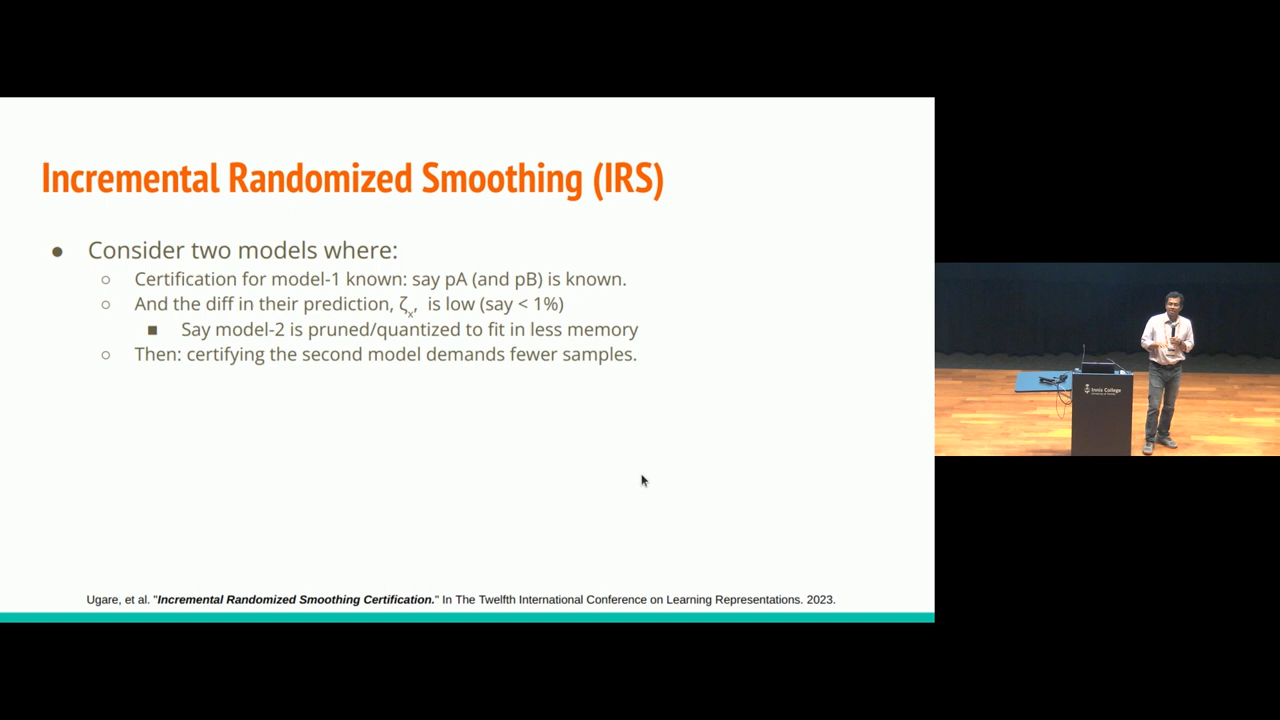 Incremental Randomized Smoothing (IRS)
● Consider two models where:
○ Certification for model-1 known: say pA (and pB) is known.
○ And the diff in their prediction, ζx, is low (say < 1%)
■ Say model-2 is pruned/quantized to fit in less memory
○ Then: certifying the second model demands fewer samples.
Ugare, et al. "Incremental Randomized Smoothing Certification." In The Twelfth International Conference on Learning Representations. 2023.
Innis College